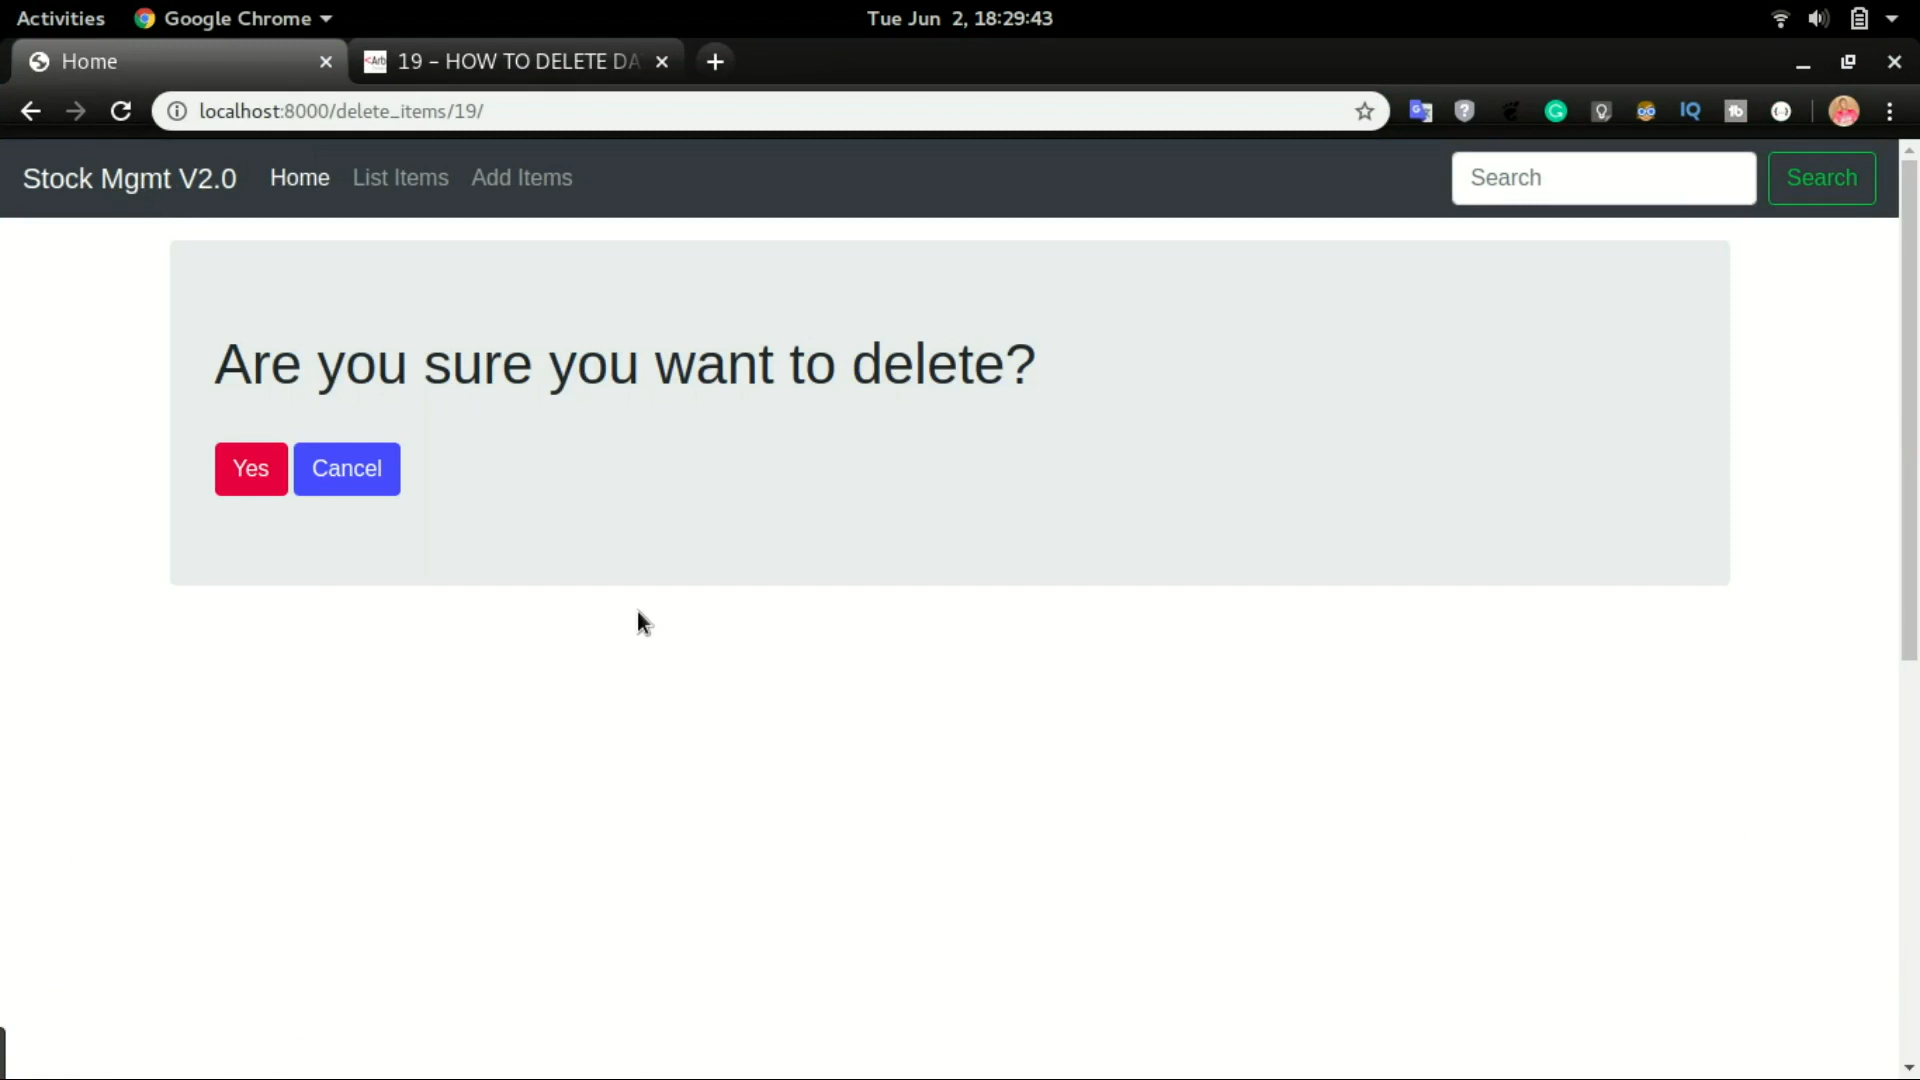 Activities Google Chrome Tue Jun 2, 18:29:43
Home 19 – HOW TO DELETE DA
localhost:8000/delete_items/19/
Stock Mgmt V2.0 Home List Items Add Items Search Search
Are you sure you want to delete?
Yes Cancel